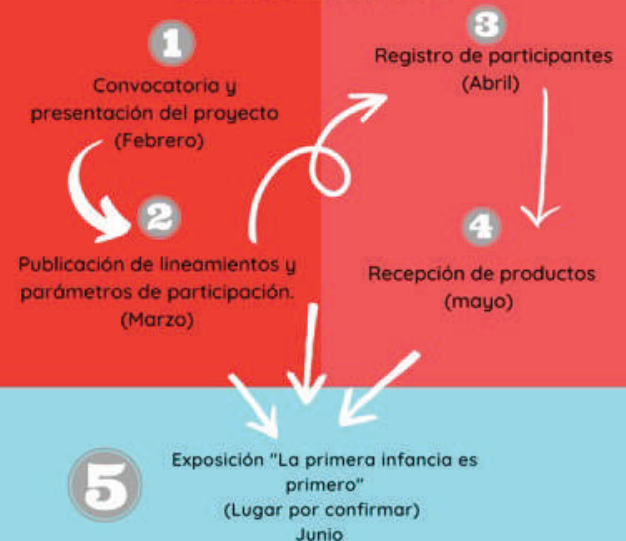 1
Convocatoria y
presentación del proyecto
(Febrero)
2
Publicación de lineamientos y
parámetros de participación.
(Marzo)
3
Registro de participantes
(Abril)
4
Recepción de productos
(mayo)
5
Exposición "La primera infancia es
primero"
(Lugar por confirmar)
Junio